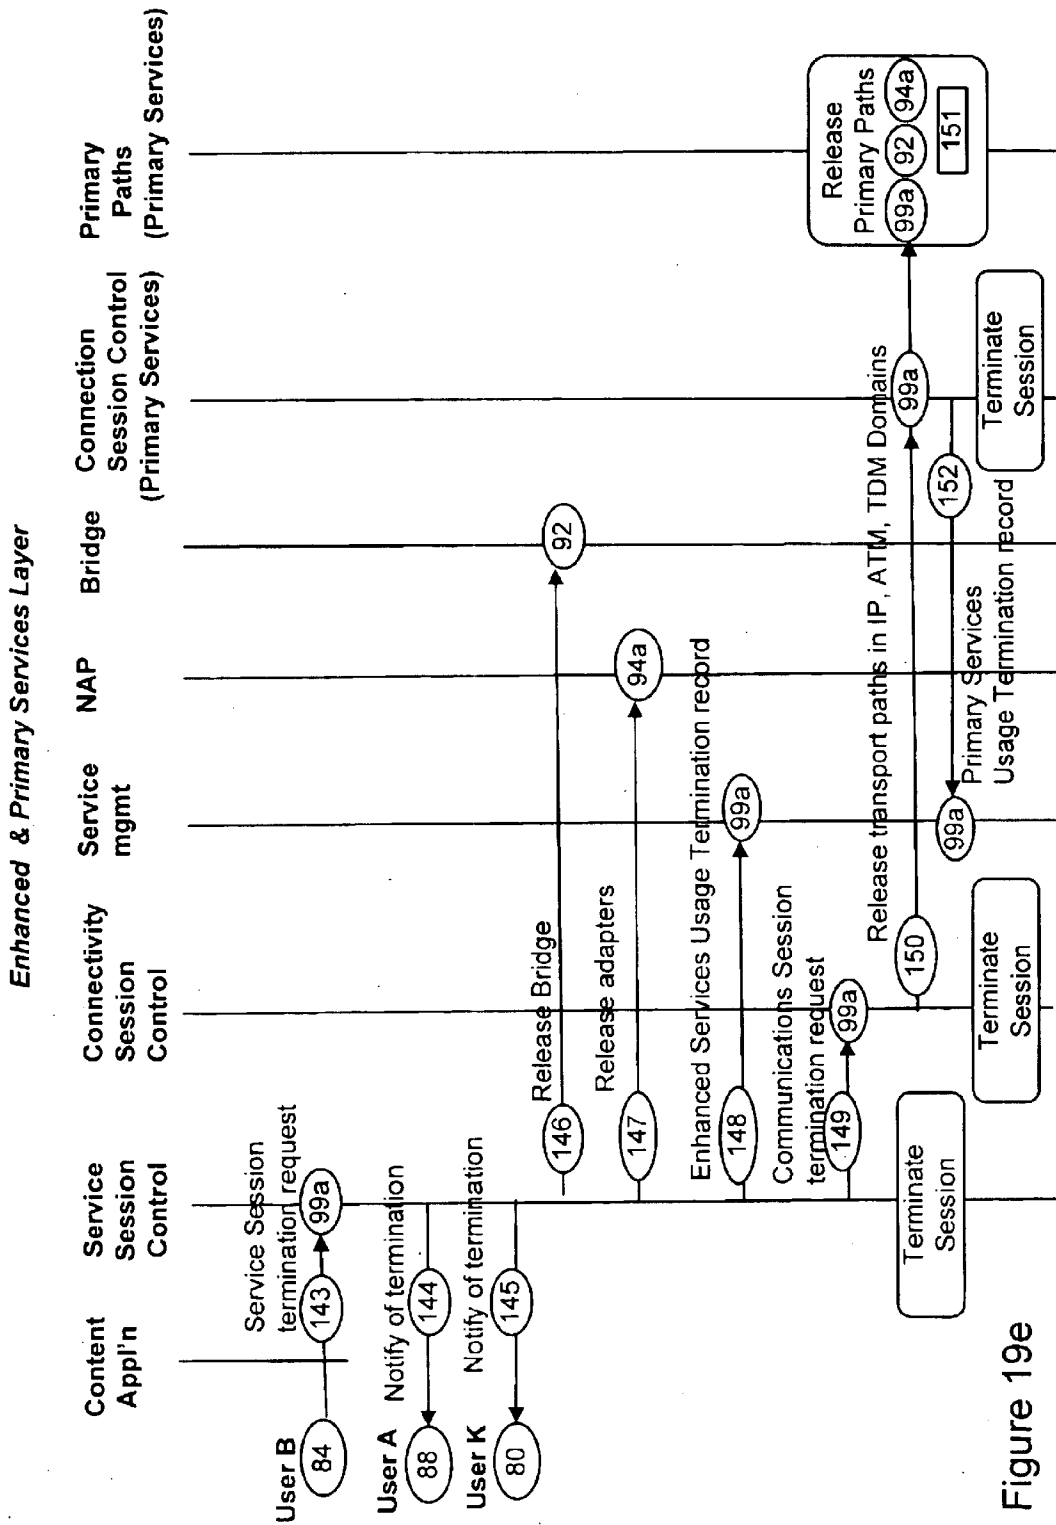 Enhanced & Primary Services Layer
Content
Appl'n
Service
Session
Control
Connectivity
Session
Control
Service
mgmt
NAP
Bridge
Connection
Session Control
(Primary Services)
Primary
Paths
(Primary Services)
User B
84
143
Service Session
termination request
99a
User A
88
144
Notify of termination
User K
80
145
Notify of termination
146
Release Bridge
92
147
Release adapters
94a
148
Enhanced Services Usage Termination record
99a
Communications Session
termination request
149
99a
150
Release transport paths in IP, ATM, TDM Domains
99a
Release
Primary Paths
99a
92
94a
151
152
99a
Primary Services
Usage Termination record
Terminate
Session
Terminate
Session
Terminate
Session
Figure 19e